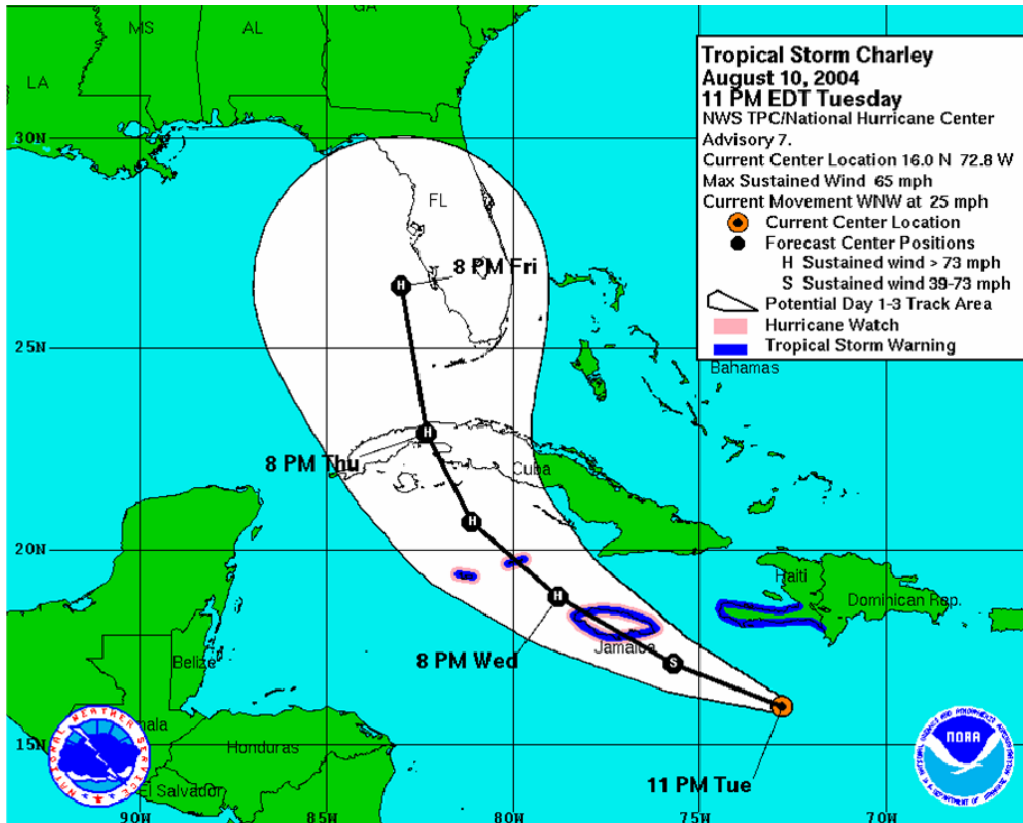 MS
AL
GA
LA
Tropical Storm Charley
August 10, 2004
11 PM EDT Tuesday
NWS TPC/National Hurricane Center
Advisory 7.
Current Center Location 16.0 N 72.8 W
Max Sustained Wind 65 mph
Current Movement WNW at 25 mph
Current Center Location
Forecast Center Positions
H Sustained wind > 73 mph
S Sustained wind 39-73 mph
Potential Day 1-3 Track Area
Hurricane Watch
Tropical Storm Warning
30N
FL
8 PM Fri
H
25N
Bahamas
H
8 PM Thu
Cuba
H
20N
Haiti
Dominican Rep.
H
Jamaica
8 PM Wed
S
Belize
mala
15N
Honduras
11 PM Tue
El Salvador
90W
85W
80W
75W
70W
NATIONAL WEATHER SERVICE
NOAA